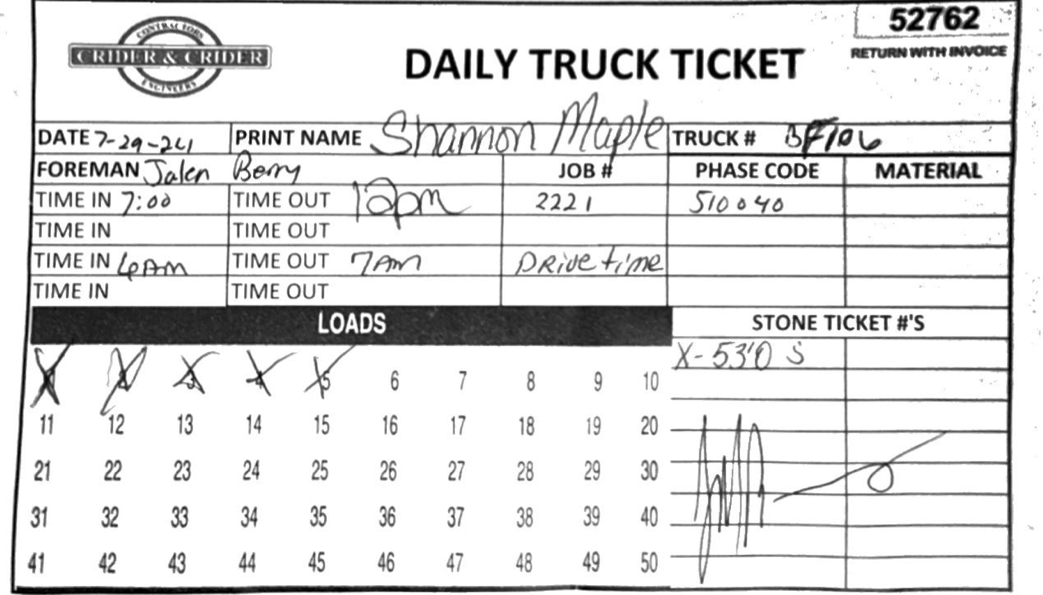 CONTRACTORS
CRIDER & CRIDER
ENGINEERS
DAILY TRUCK TICKET
52762
RETURN WITH INVOICE
DATE 7-29-24 PRINT NAME Shannon Maple TRUCK # BF106
FOREMAN Jalen Berry JOB # PHASE CODE MATERIAL
TIME IN 7:00 TIME OUT 12pm 2221 510040
TIME IN TIME OUT
TIME IN 6AM TIME OUT 7AM DRIVE time
TIME IN TIME OUT
LOADS STONE TICKET #'S
X-530 S
1 2 3 4 5 6 7 8 9 10
11 12 13 14 15 16 17 18 19 20
21 22 23 24 25 26 27 28 29 30
31 32 33 34 35 36 37 38 39 40
41 42 43 44 45 46 47 48 49 50